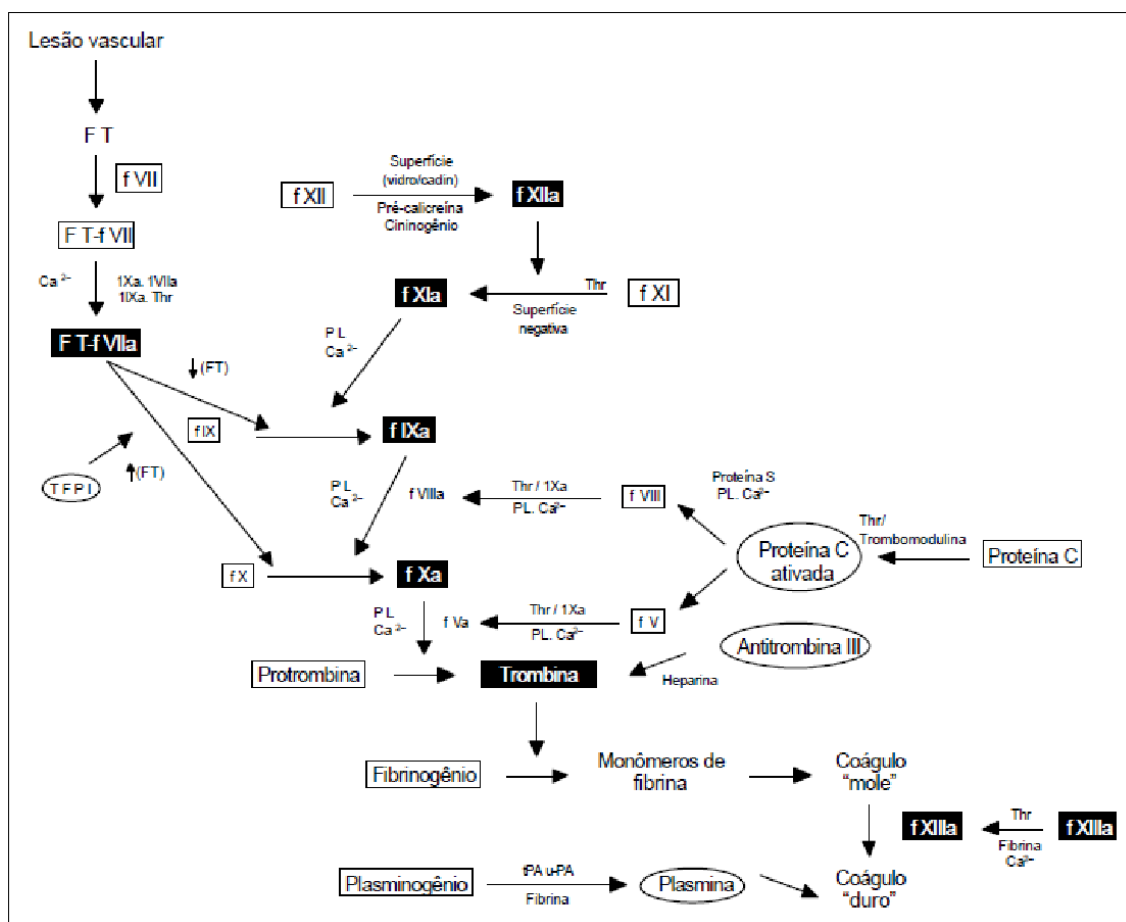 Lesão vascular
F T
f VII
F T-f VII
Ca 2–
1Xa. 1VIIa
1IXa. Thr
F T-f VIIa
f XII
Superfície
(vidro/cadin)
Pré-calicreína
Cininogênio
f XIIa
f XIa
Thr
Superfície
negativa
f XI
P L
Ca 2–
(FT)
f IX
f IXa
T F P I
(FT)
P L
Ca 2–
f VIIIa
Thr / 1Xa
PL. Ca2–
f VIII
Proteína S
PL. Ca2–
Thr/
Trombomodulina
Proteína C
ativada
Proteína C
f X
f Xa
P L
Ca 2–
f Va
Thr / 1Xa
PL. Ca2–
f V
Antitrombina III
Heparina
Protrombina
Trombina
Fibrinogênio
Monômeros de
fibrina
Coágulo
“mole”
f XIIIa
Thr
Fibrina
Ca2–
f XIIIa
Plasminogênio
tPA u-PA
Fibrina
Plasmina
Coágulo
“duro”